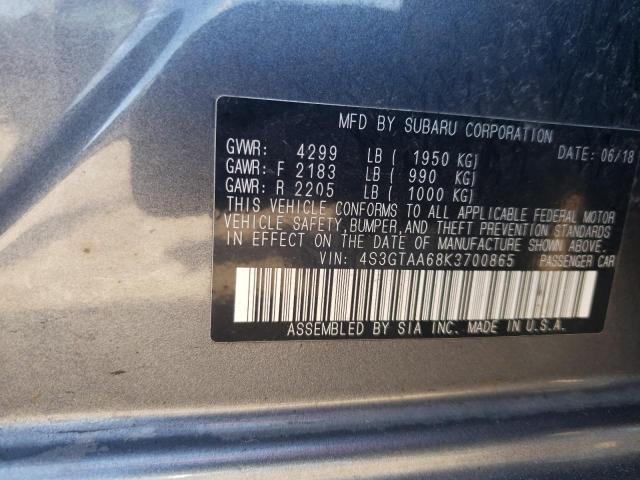 MFD BY SUBARU CORPORATION
GVWR: 4299 LB ( 1950 KG) DATE: 06/18
GAWR: F 2183 LB ( 990 KG)
GAWR: R 2205 LB ( 1000 KG)
THIS VEHICLE CONFORMS TO ALL APPLICABLE FEDERAL MOTOR
VEHICLE SAFETY, BUMPER, AND THEFT PREVENTION STANDARDS
IN EFFECT ON THE DATE OF MANUFACTURE SHOWN ABOVE.
VIN: 4S3GTAA68K3700865 PASSENGER CAR
ASSEMBLED BY SIA INC. MADE IN U.S.A.